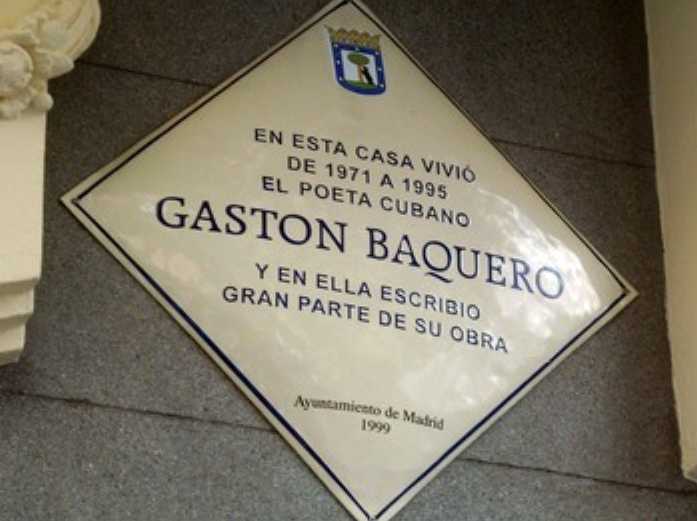 EN ESTA CASA VIVIÓ
DE 1971 A 1995
EL POETA CUBANO
GASTON BAQUERO
Y EN ELLA ESCRIBIO
GRAN PARTE DE SU OBRA
Ayuntamiento de Madrid
1999